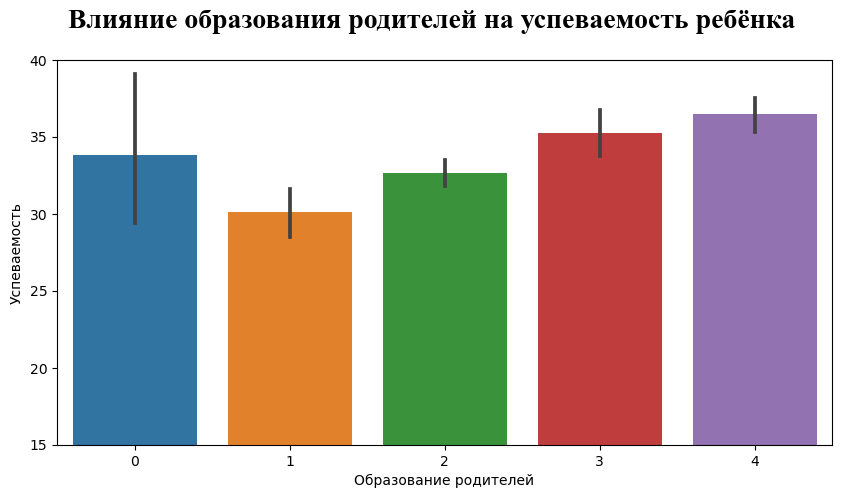 Влияние образования родителей на успеваемость ребёнка
40
35
30
25
20
15
Успеваемость
0 1 2 3 4
Образование родителей